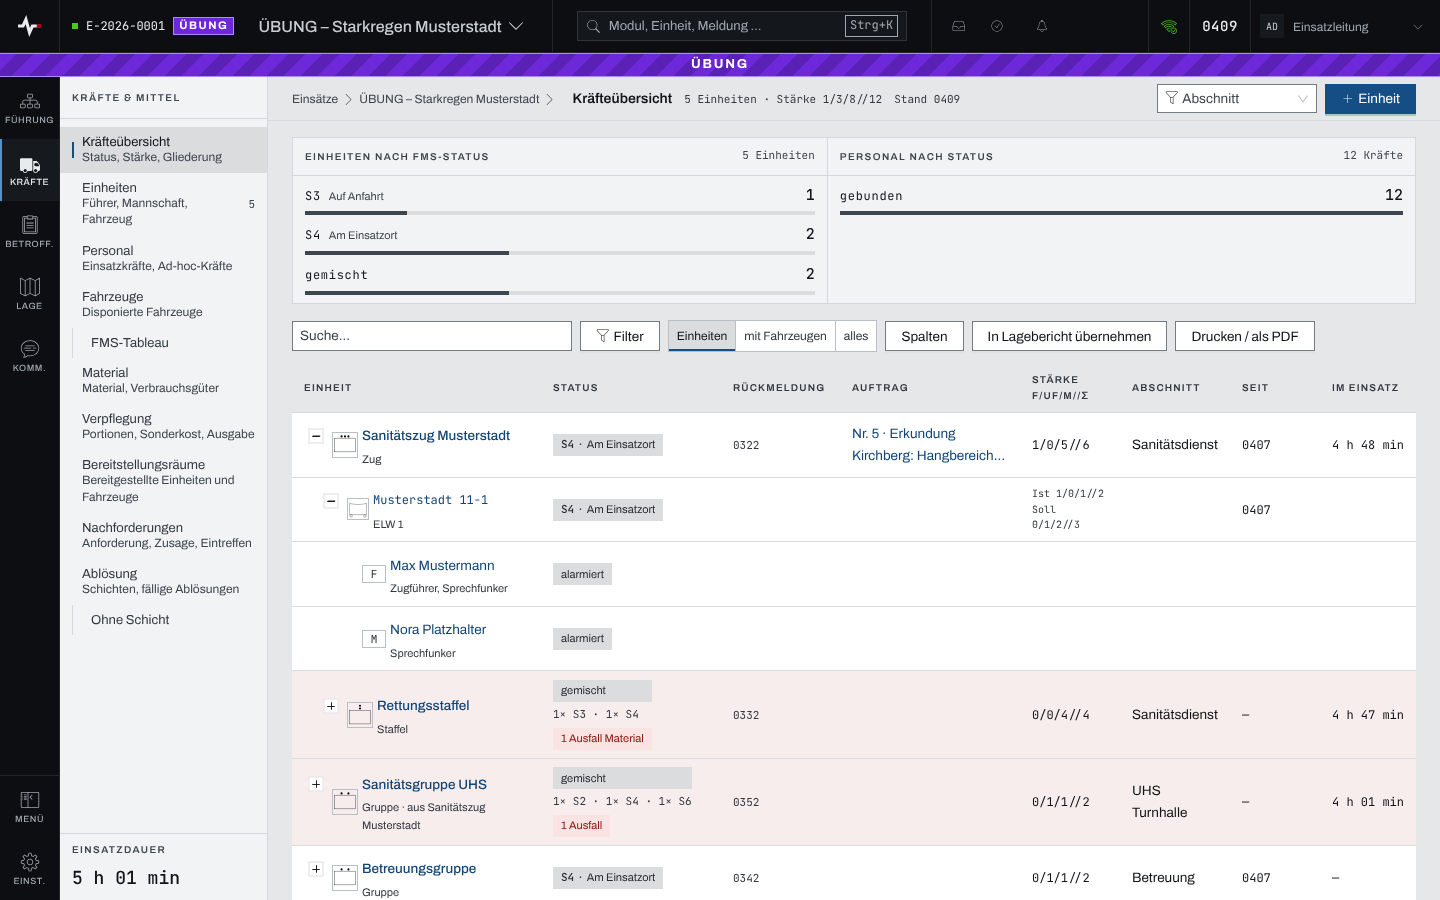 E-2026-0001 ÜBUNG ÜBUNG – Starkregen Musterstadt
Modul, Einheit, Meldung ... Strg+K
0409 AD Einsatzleitung
ÜBUNG
FÜHRUNG
KRÄFTE
BETROFF.
LAGE
KOMM.
MENÜ
EINST.
KRÄFTE & MITTEL
Kräfteübersicht
Status, Stärke, Gliederung
Einheiten
Führer, Mannschaft,
Fahrzeug
5
Personal
Einsatzkräfte, Ad-hoc-Kräfte
Fahrzeuge
Disponierte Fahrzeuge
FMS-Tableau
Material
Material, Verbrauchsgüter
Verpflegung
Portionen, Sonderkost, Ausgabe
Bereitstellungsräume
Bereitgestellte Einheiten und
Fahrzeuge
Nachforderungen
Anforderung, Zusage, Eintreffen
Ablösung
Schichten, fällige Ablösungen
Ohne Schicht
EINSATZDAUER
5 h 01 min
Einsätze ÜBUNG – Starkregen Musterstadt Kräfteübersicht 5 Einheiten · Stärke 1/3/8//12 Stand 0409
Abschnitt + Einheit
EINHEITEN NACH FMS-STATUS 5 Einheiten
S3 Auf Anfahrt 1
S4 Am Einsatzort 2
gemischt 2
PERSONAL NACH STATUS 12 Kräfte
gebunden 12
Suche... Filter Einheiten mit Fahrzeugen alles Spalten In Lagebericht übernehmen Drucken / als PDF
EINHEIT STATUS RÜCKMELDUNG AUFTRAG STÄRKE F/UF/M//Σ ABSCHNITT SEIT IM EINSATZ
Sanitätszug Musterstadt
Zug
S4 · Am Einsatzort
0322
Nr. 5 · Erkundung
Kirchberg: Hangbereich...
1/0/5//6
Sanitätsdienst
0407
4 h 48 min
Musterstadt 11-1
ELW 1
S4 · Am Einsatzort
Ist 1/0/1//2
Soll
0/1/2//3
0407
F
Max Mustermann
Zugführer, Sprechfunker
alarmiert
M
Nora Platzhalter
Sprechfunker
alarmiert
Rettungsstaffel
Staffel
gemischt
1× S3 · 1× S4
1 Ausfall Material
0332
0/0/4//4
Sanitätsdienst
–
4 h 47 min
Sanitätsgruppe UHS
Gruppe · aus Sanitätszug
Musterstadt
gemischt
1× S2 · 1× S4 · 1× S6
1 Ausfall
0352
0/1/1//2
UHS
Turnhalle
–
4 h 01 min
Betreuungsgruppe
Gruppe
S4 · Am Einsatzort
0342
0/1/1//2
Betreuung
0407
–